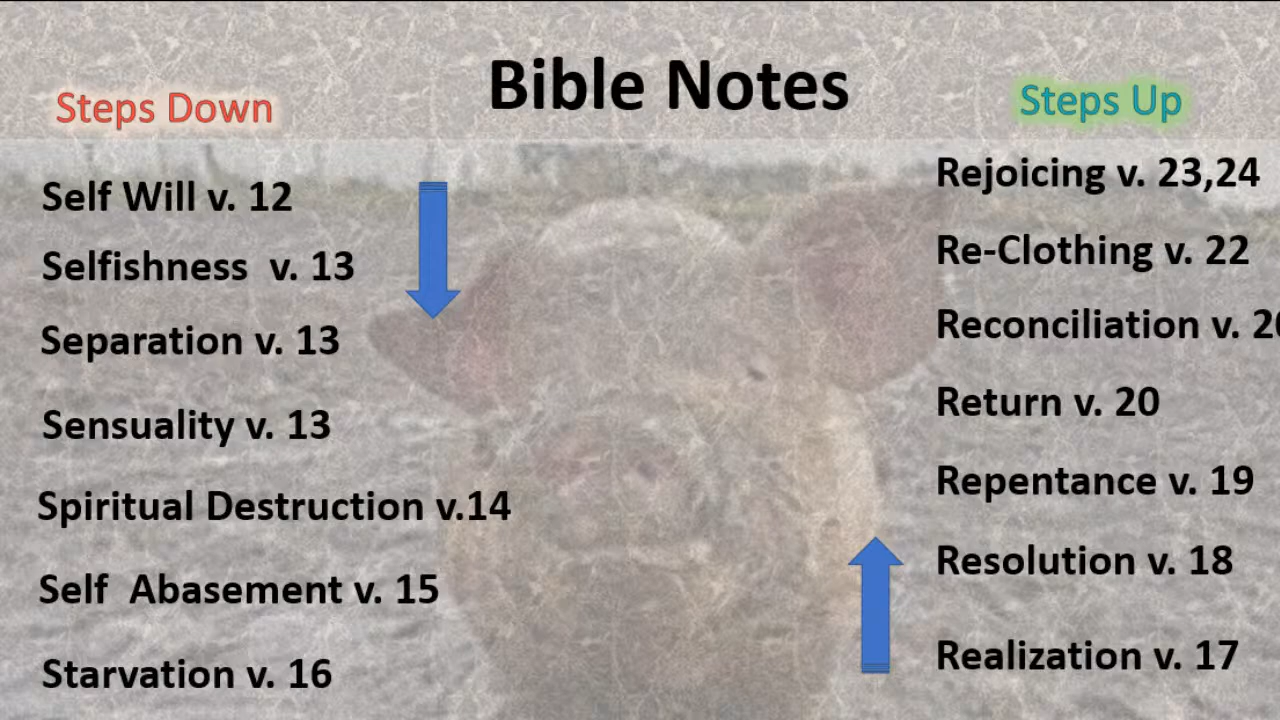 Bible Notes
Steps Down
Self Will v. 12
Selfishness v. 13
Separation v. 13
Sensuality v. 13
Spiritual Destruction v.14
Self Abasement v. 15
Starvation v. 16
Steps Up
Rejoicing v. 23,24
Re-Clothing v. 22
Reconciliation v.
Return v. 20
Repentance v. 19
Resolution v. 18
Realization v. 17